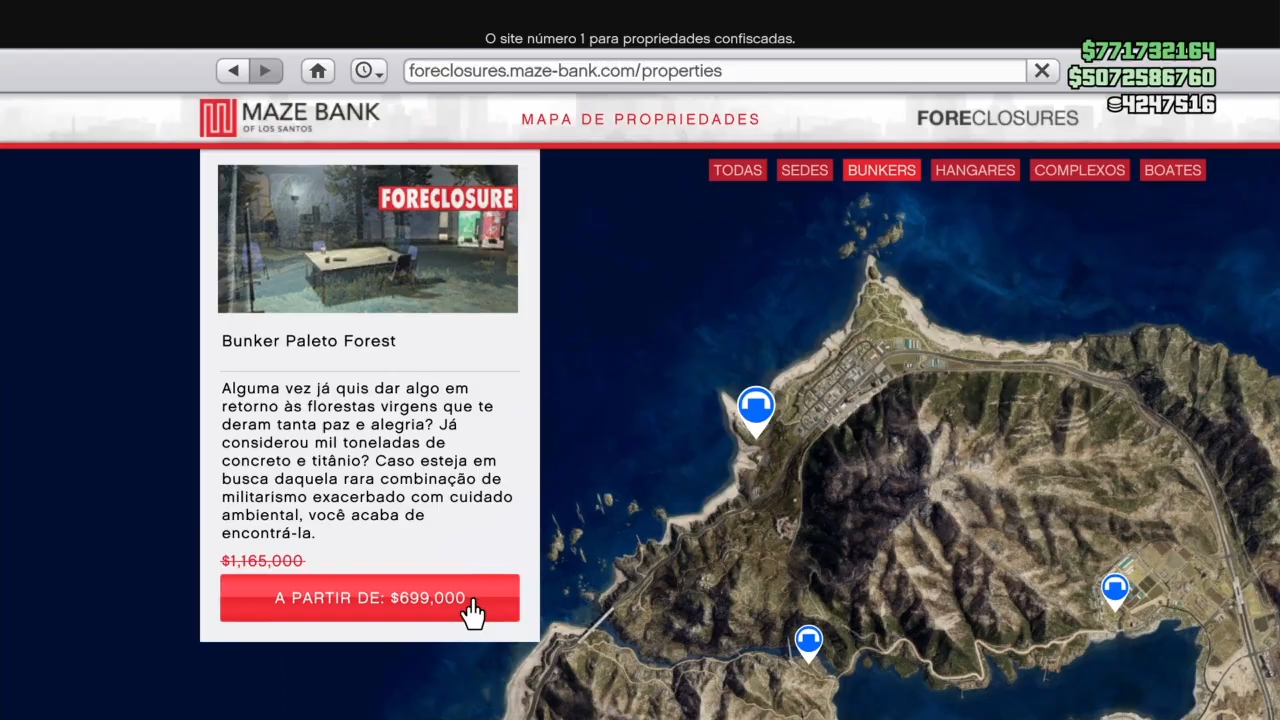 O site número 1 para propriedades confiscadas.
$771732164
foreclosures.maze-bank.com/properties
$5072586760
4247516
MAZE BANK
OF LOS SANTOS
MAPA DE PROPRIEDADES
FORECLOSURES
TODAS
SEDES
BUNKERS
HANGARES
COMPLEXOS
BOATES
FORECLOSURE
Bunker Paleto Forest
Alguma vez já quis dar algo em
retorno às florestas virgens que te
deram tanta paz e alegria? Já
considerou mil toneladas de
concreto e titânio? Caso esteja em
busca daquela rara combinação de
militarismo exacerbado com cuidado
ambiental, você acaba de
encontrá-la.
$1,165,000
A PARTIR DE: $699,000